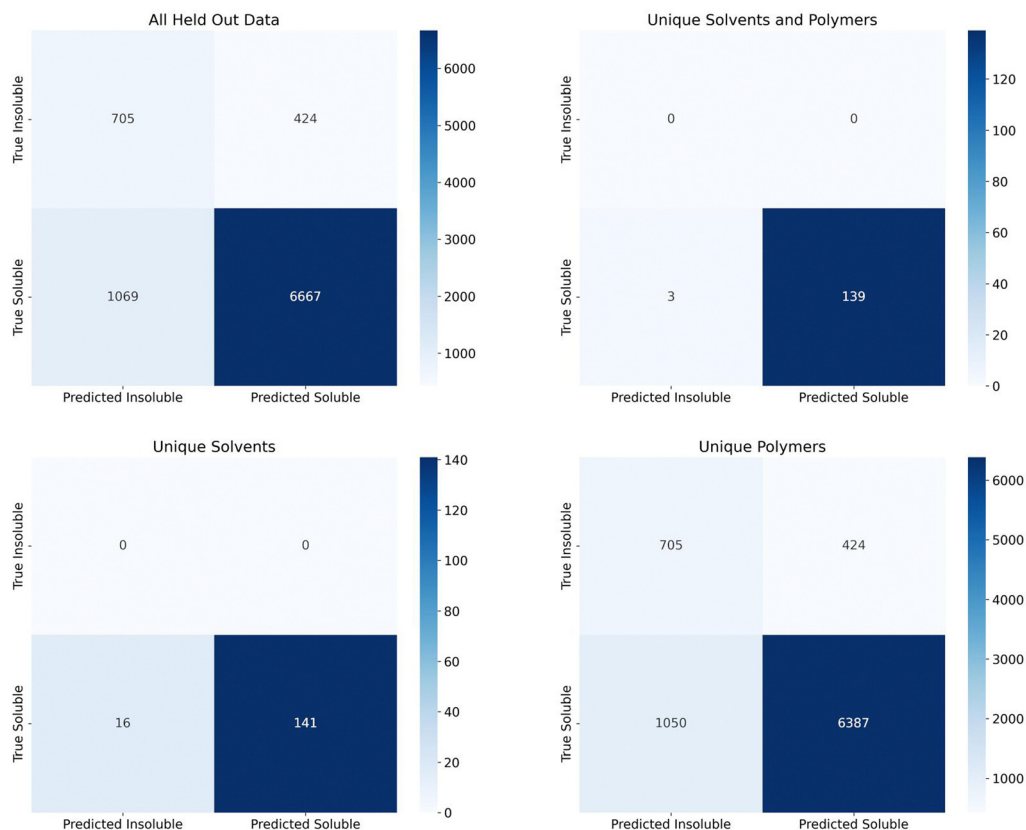 All Held Out Data
True Insoluble
True Soluble
705
424
1069
6667
Predicted Insoluble
Predicted Soluble
6000
5000
4000
3000
2000
1000
Unique Solvents and Polymers
True Insoluble
True Soluble
0
0
3
139
Predicted Insoluble
Predicted Soluble
120
100
80
60
40
20
0
Unique Solvents
True Insoluble
True Soluble
0
0
16
141
Predicted Insoluble
Predicted Soluble
140
120
100
80
60
40
20
0
Unique Polymers
True Insoluble
True Soluble
705
424
1050
6387
Predicted Insoluble
Predicted Soluble
6000
5000
4000
3000
2000
1000